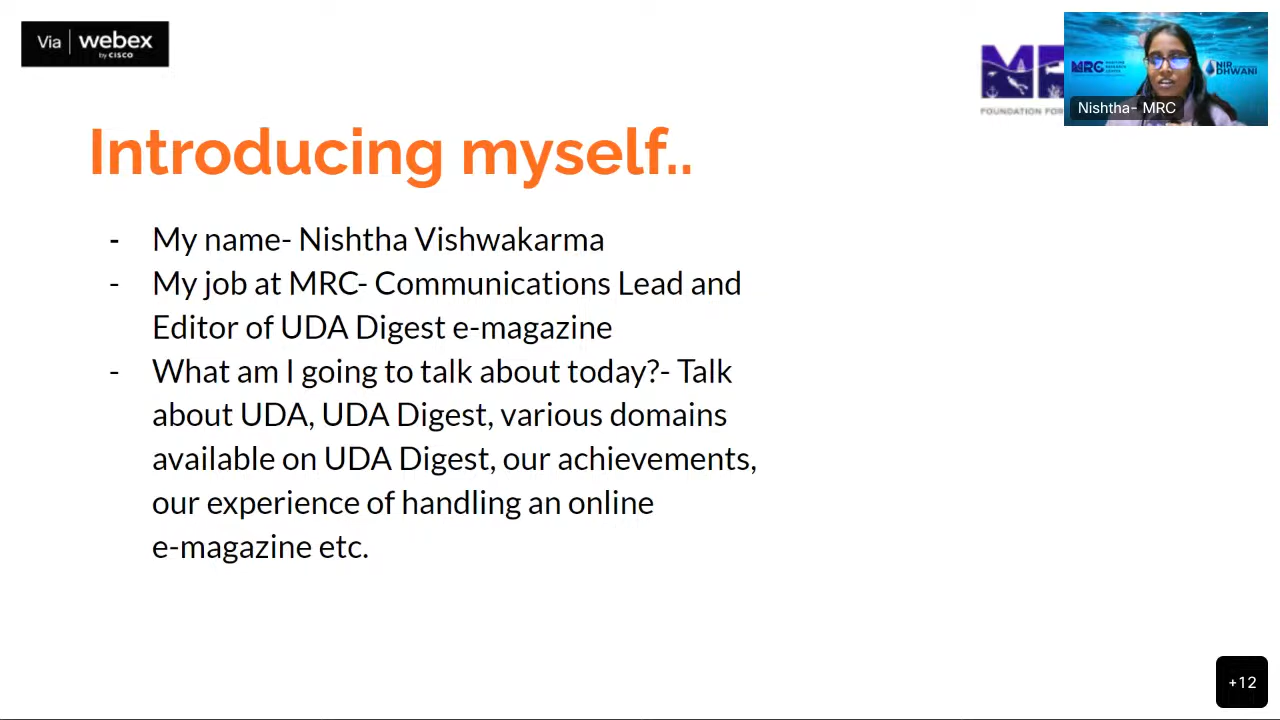 Via webex
by CISCO
FOUNDATION FOR
MRC
NIR
DHWANI
Nishtha- MRC
Introducing myself..
- My name- Nishtha Vishwakarma
- My job at MRC- Communications Lead and
Editor of UDA Digest e-magazine
- What am I going to talk about today?- Talk
about UDA, UDA Digest, various domains
available on UDA Digest, our achievements,
our experience of handling an online
e-magazine etc.
+12